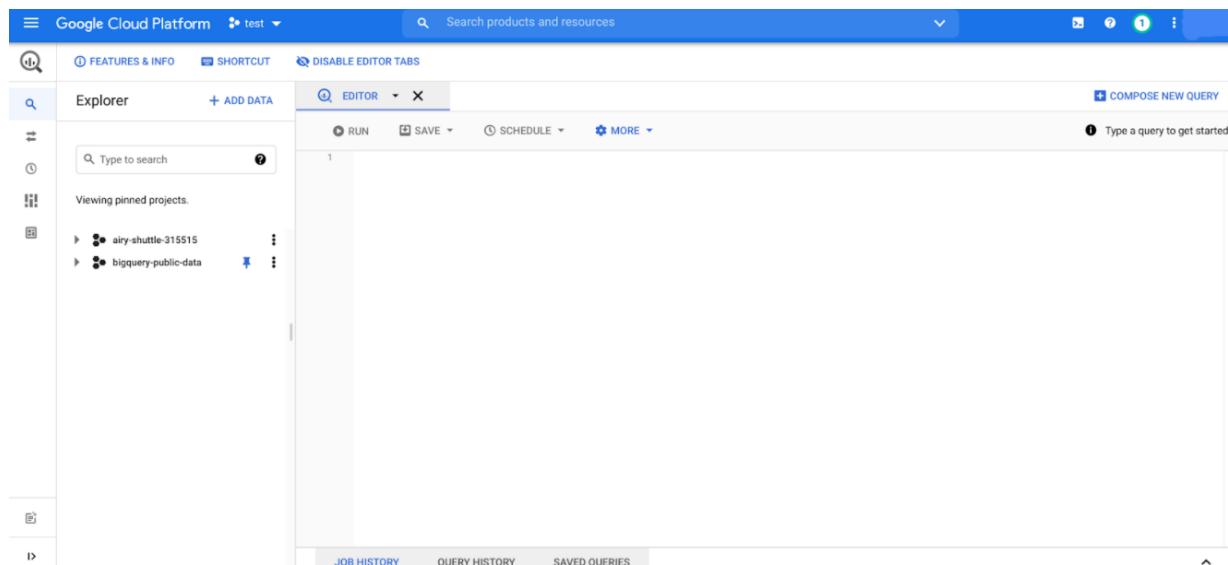 Google Cloud Platform test Search products and resources 1
FEATURES & INFO SHORTCUT DISABLE EDITOR TABS
Explorer + ADD DATA EDITOR COMPOSE NEW QUERY
RUN SAVE SCHEDULE MORE Type a query to get started
Type to search 1
Viewing pinned projects.
airy-shuttle-315515
bigquery-public-data
JOB HISTORY QUERY HISTORY SAVED QUERIES